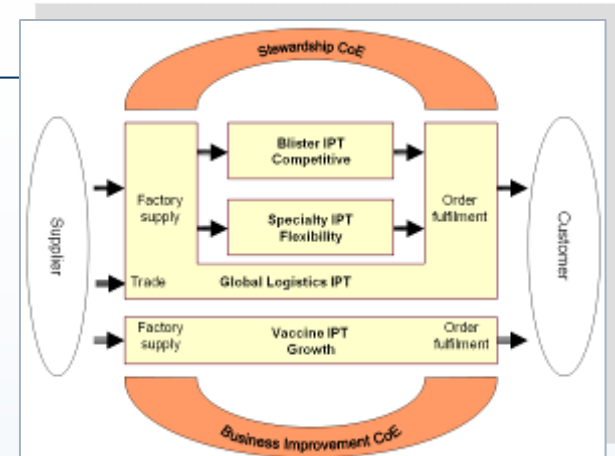 Stewardship CoE
Supplier
Factory
supply
Blister IPT
Competitive
Specialty IPT
Flexibility
Order
fulfilment
Customer
Trade
Global Logistics IPT
Factory
supply
Vaccine IPT
Growth
Order
fulfilment
Business Improvement CoE